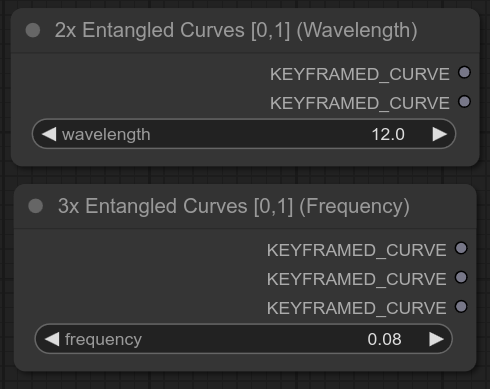 2x Entangled Curves [0,1] (Wavelength)
KEYFRAMED_CURVE
KEYFRAMED_CURVE
wavelength 12.0
3x Entangled Curves [0,1] (Frequency)
KEYFRAMED_CURVE
KEYFRAMED_CURVE
KEYFRAMED_CURVE
frequency 0.08